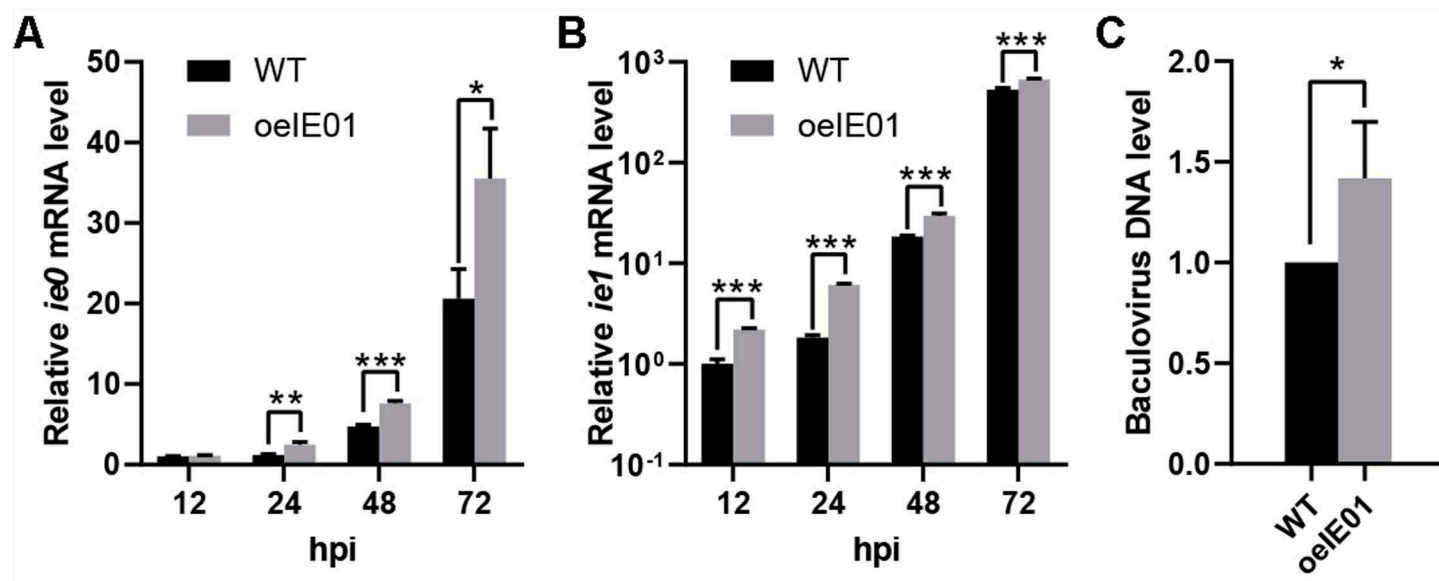 A
Relative ie0 mRNA level
50
40
30
20
10
0
WT
oeIE01
**
***
*
12 24 48 72
hpi
B
Relative ie1 mRNA level
10³
10²
10¹
10⁰
10⁻¹
WT
oeIE01
***
***
***
***
12 24 48 72
hpi
C
Baculovirus DNA level
2.0
1.5
1.0
0.5
0.0
*
WT
oeIE01